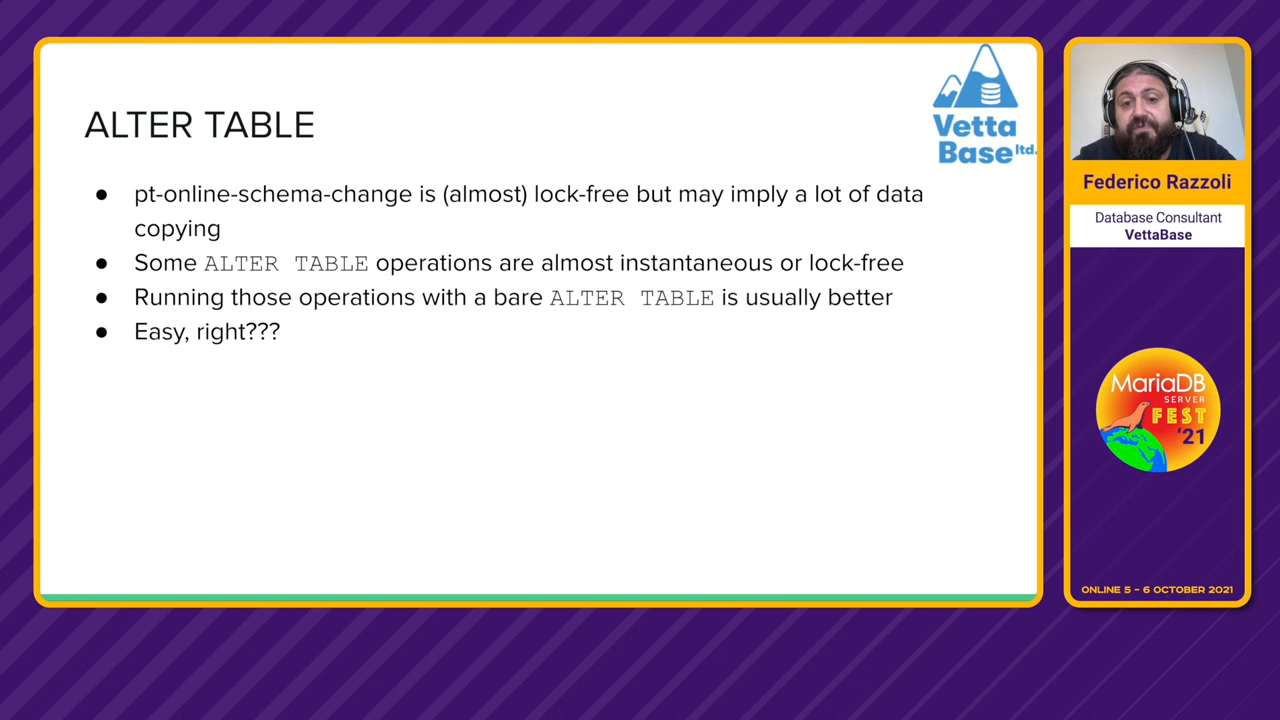 ALTER TABLE
● pt-online-schema-change is (almost) lock-free but may imply a lot of data
copying
● Some ALTER TABLE operations are almost instantaneous or lock-free
● Running those operations with a bare ALTER TABLE is usually better
● Easy, right???
Vetta
Base ltd.
Federico Razzoli
Database Consultant
VettaBase
MariaDB
SERVER
FEST
'21
ONLINE 5 – 6 OCTOBER 2021